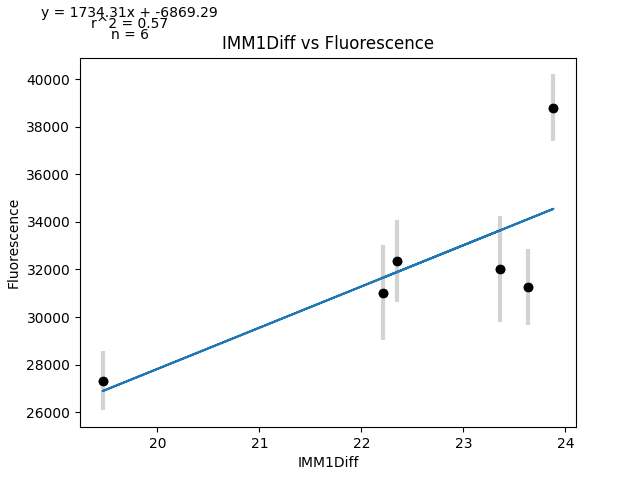 y = 1734.31x + -6869.29
r^2 = 0.57
n = 6
IMM1Diff vs Fluorescence
40000
38000
36000
34000
32000
30000
28000
26000
Fluorescence
20 21 22 23 24
IMM1Diff